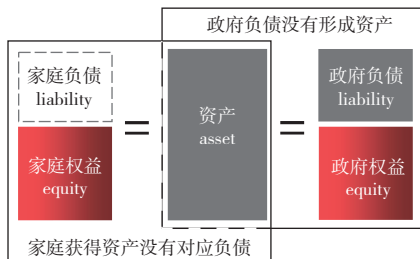 政府负债没有形成资产
家庭负债
liability
家庭权益
equity
=
资产
asset
=
政府负债
liability
政府权益
equity
家庭获得资产没有对应负债